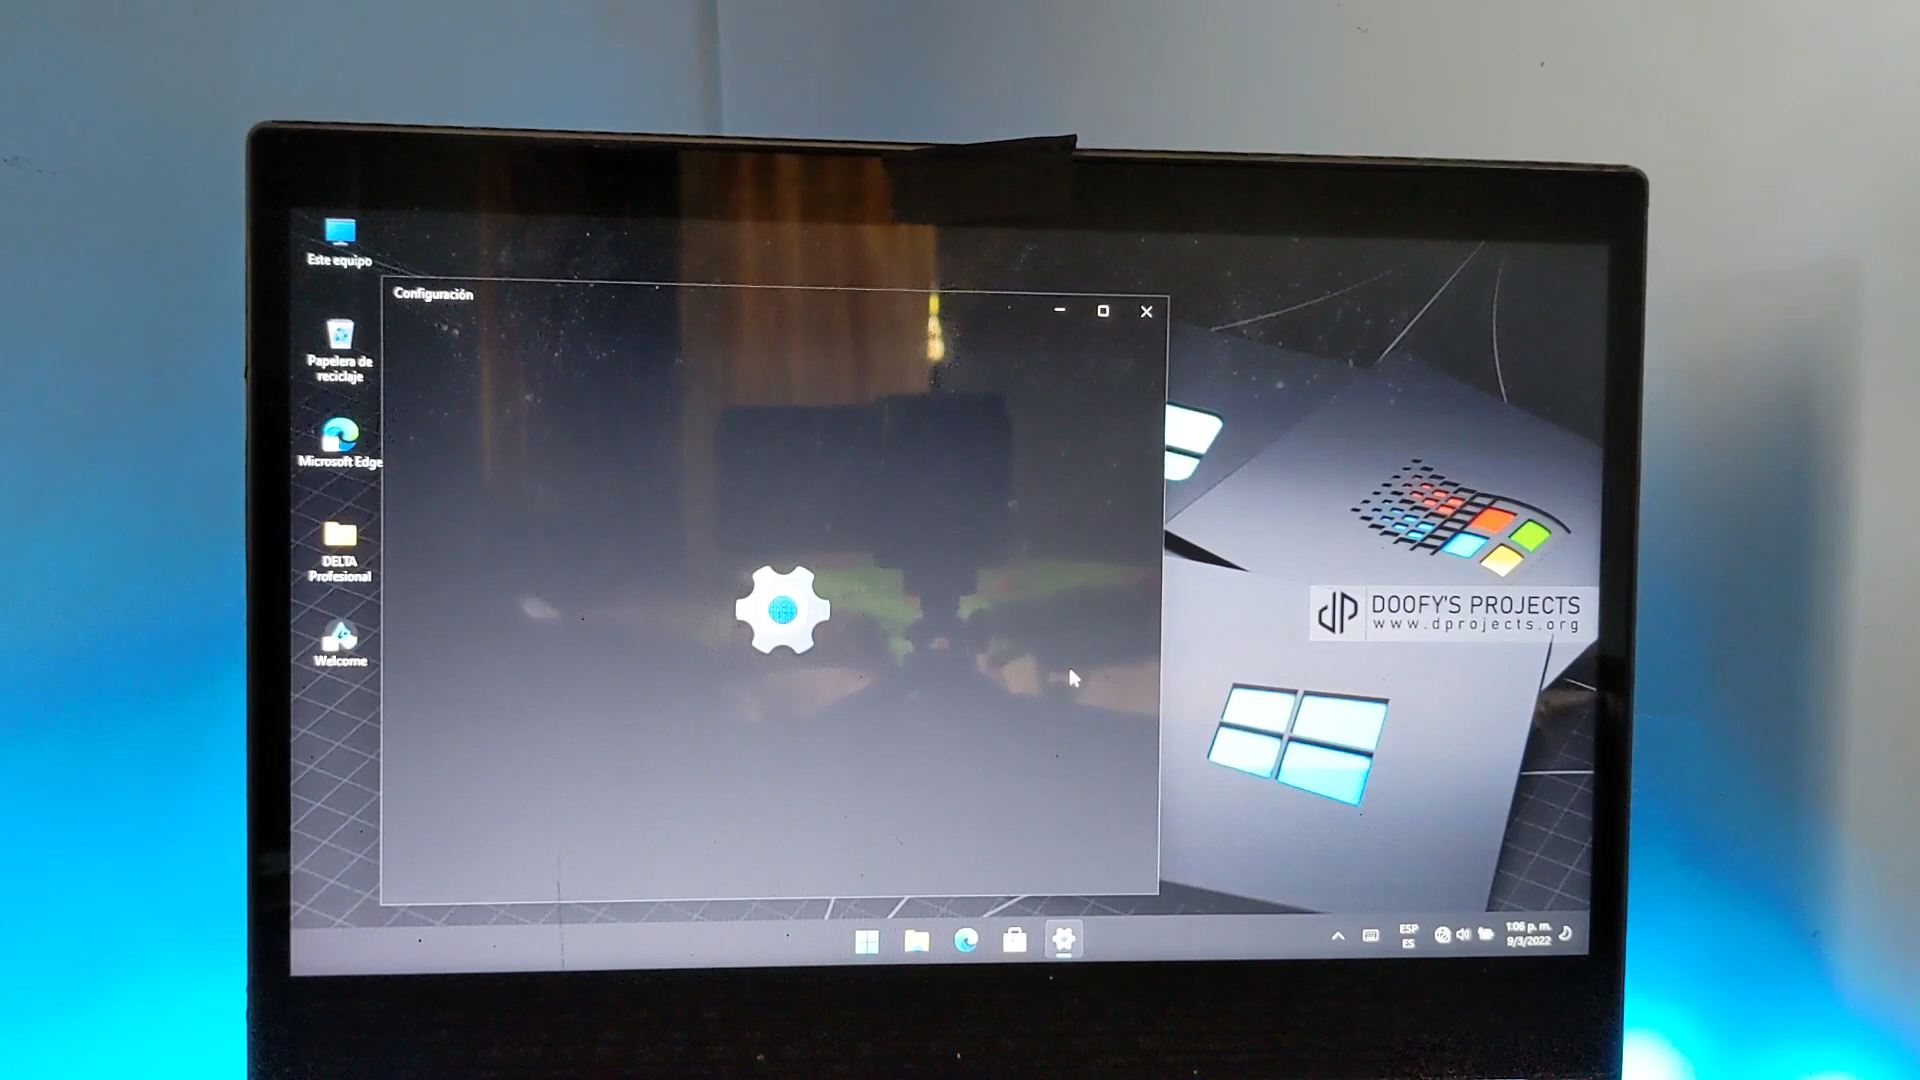 Este equipo
Papelera de
reciclaje
Microsoft Edge
DELTA
Profesional
Welcome
Configuración
DOOFY'S PROJECTS
www.dprojects.org
ESP
ES
1:06 p. m.
9/3/2022